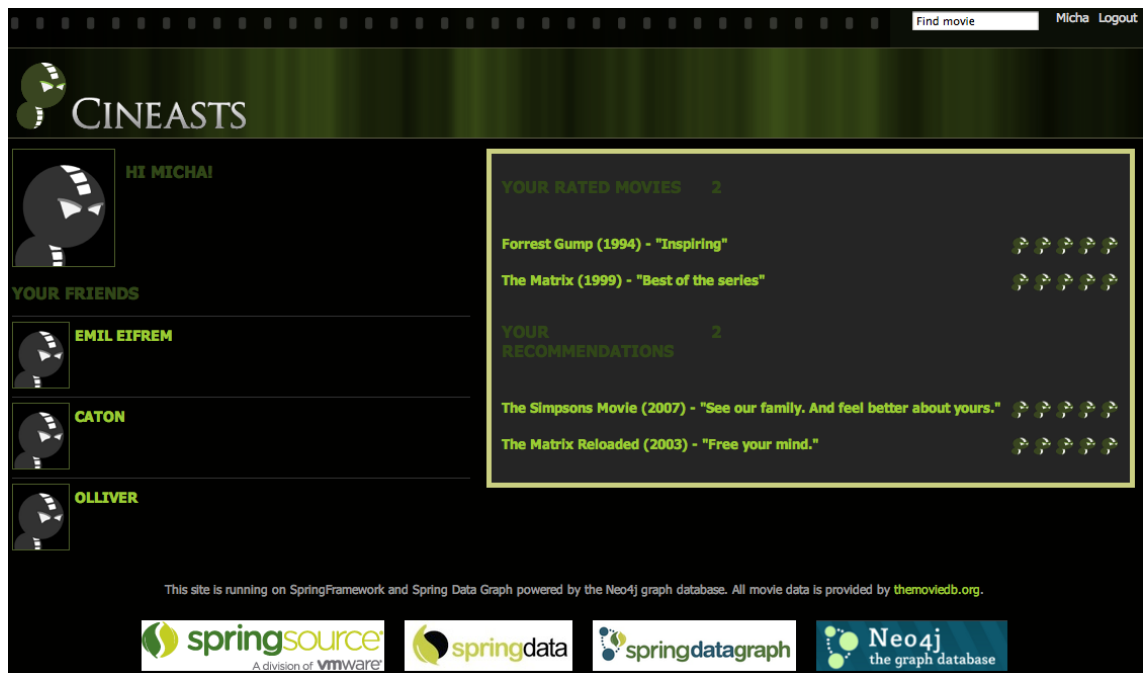 Find movie
Micha Logout
CINEASTS
HI MICHA!
YOUR FRIENDS
EMIL EIFREM
CATON
OLLIVER
YOUR RATED MOVIES 2
Forrest Gump (1994) - "Inspiring"
The Matrix (1999) - "Best of the series"
YOUR 2
RECOMMENDATIONS
The Simpsons Movie (2007) - "See our family. And feel better about yours."
The Matrix Reloaded (2003) - "Free your mind."
This site is running on SpringFramework and Spring Data Graph powered by the Neo4j graph database. All movie data is provided by themoviedb.org.
springsource
A division of vmware
springdata
springdatagraph
Neo4j
the graph database